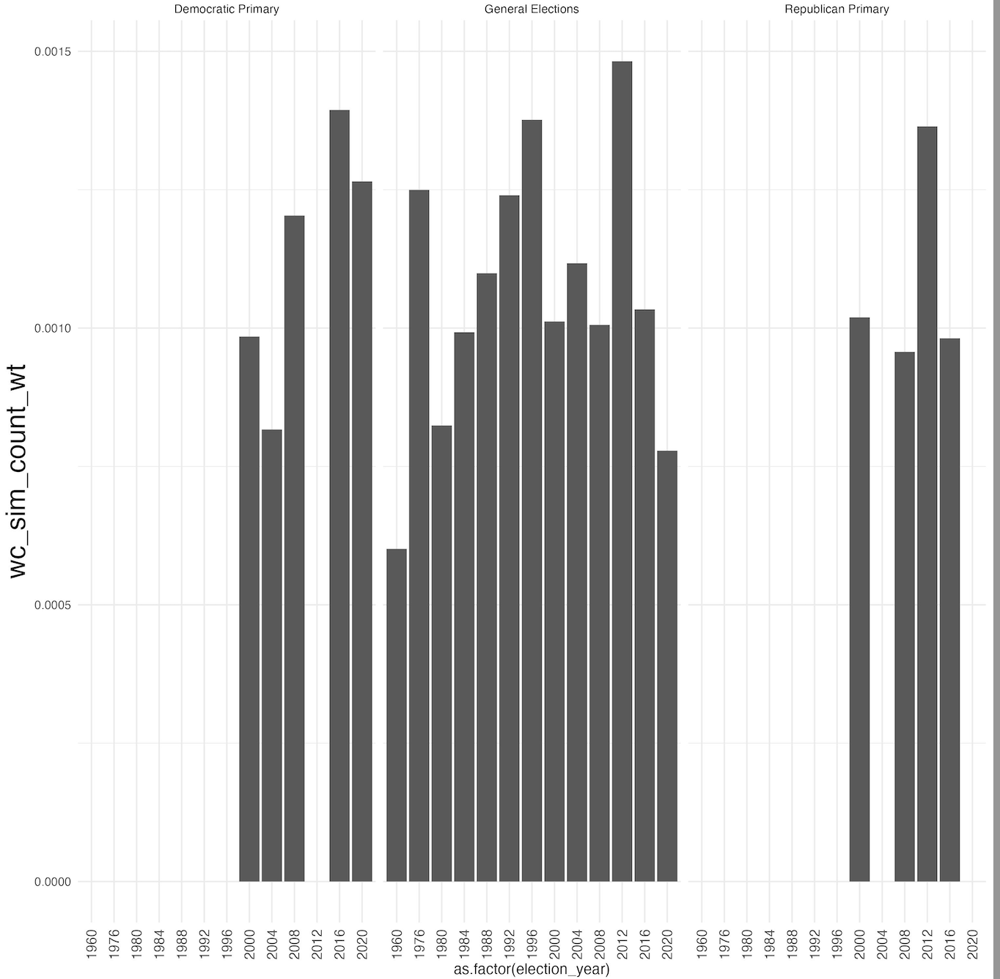 Democratic Primary General Elections Republican Primary
0.0015
0.0010
0.0005
0.0000
wc_sim_count_wt
1960 1976 1980 1984 1988 1992 1996 2000 2004 2008 2012 2016 2020
1960 1976 1980 1984 1988 1992 1996 2000 2004 2008 2012 2016 2020
1960 1976 1980 1984 1988 1992 1996 2000 2004 2008 2012 2016 2020
as.factor(election_year)